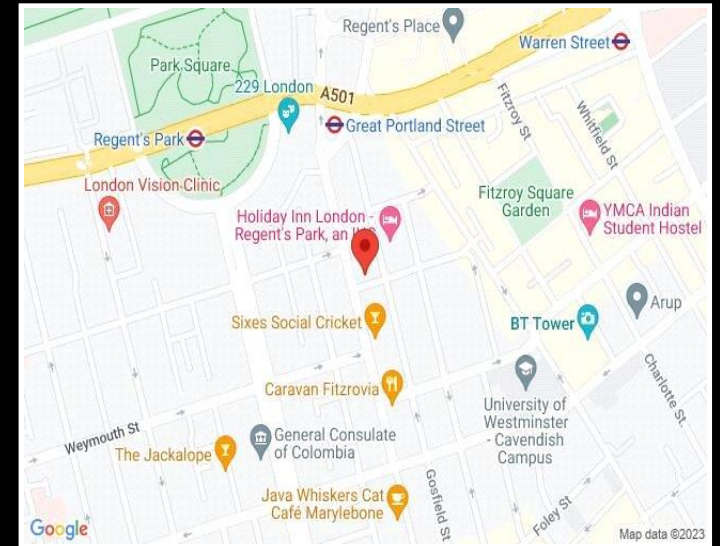 Regent's Place
Warren Street
Park Square
229 London
A501
Great Portland Street
Regent's Park
Fitzroy St
Whitfield St
London Vision Clinic
Holiday Inn London -
Regent's Park, an
Fitzroy Square
Garden
YMCA Indian
Student Hostel
Sixes Social Cricket
BT Tower
Arup
Caravan Fitzrovia
Charlotte St.
University of
Westminster
- Cavendish
Campus
Weymouth St
The Jackalope
General Consulate
of Colombia
Gosfield St
Java Whiskers Cat
Café Marylebone
Foley St
Google
Map data ©2023